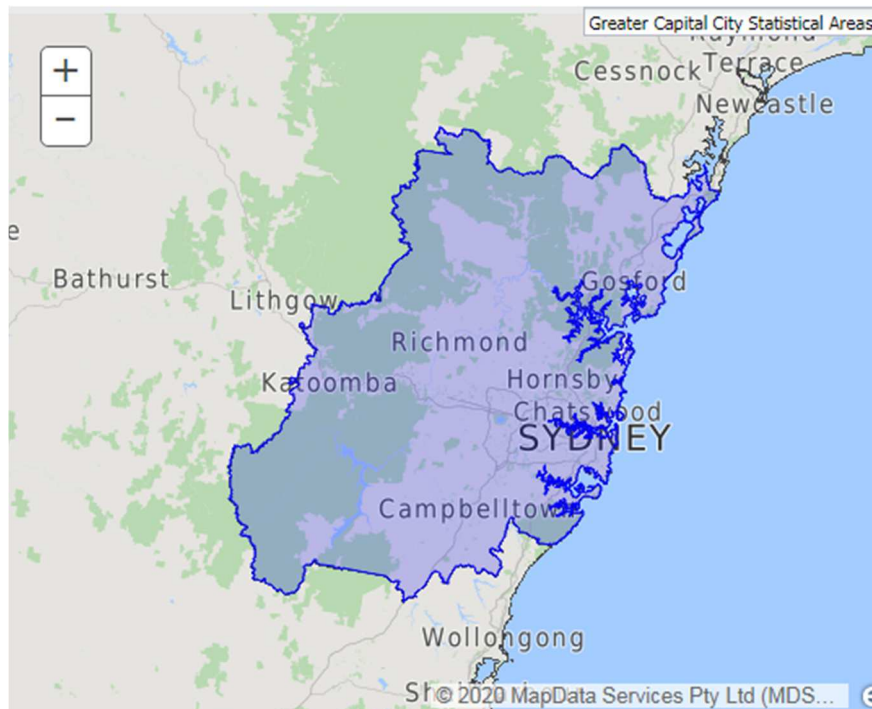 Greater Capital City Statistical Areas
Raymond
Terrace
Cessnock
Newcastle
+
−
Gosford
Bathurst
Lithgow
Richmond
Katoomba
Hornsby
Chatswood
SYDNEY
Campbelltown
Wollongong
© 2020 MapData Services Pty Ltd (MDS...